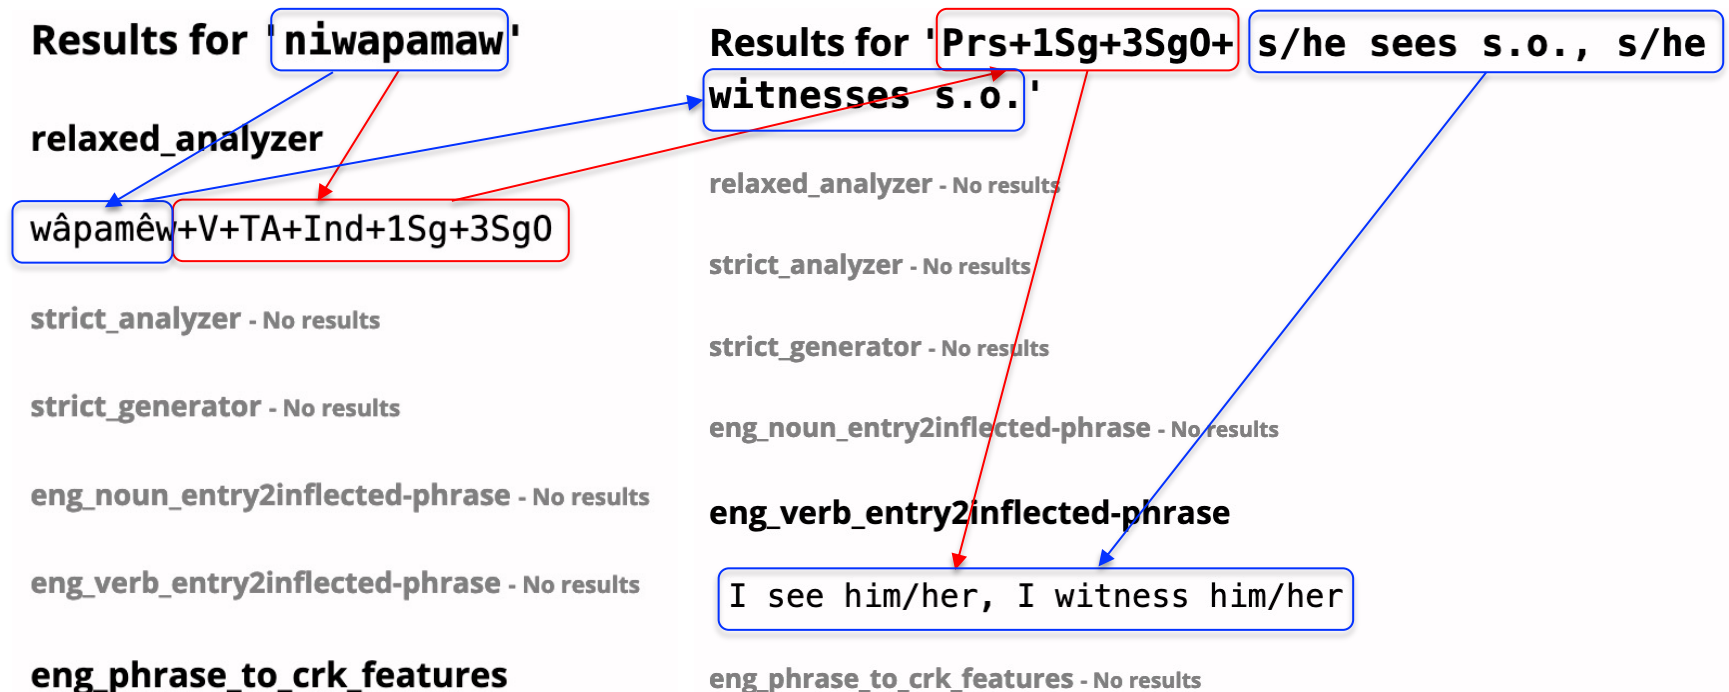 Results for 'niwapamaw'
relaxed_analyzer
wâpamêw+V+TA+Ind+1Sg+3SgO
strict_analyzer - No results
strict_generator - No results
eng_noun_entry2inflected-phrase - No results
eng_verb_entry2inflected-phrase - No results
eng_phrase_to_crk_features
Results for 'Prs+1Sg+3SgO+ s/he sees s.o., s/he
witnesses s.o.'
relaxed_analyzer - No results
strict_analyzer - No results
strict_generator - No results
eng_noun_entry2inflected-phrase - No results
eng_verb_entry2inflected-phrase
I see him/her, I witness him/her
eng_phrase_to_crk_features - No results